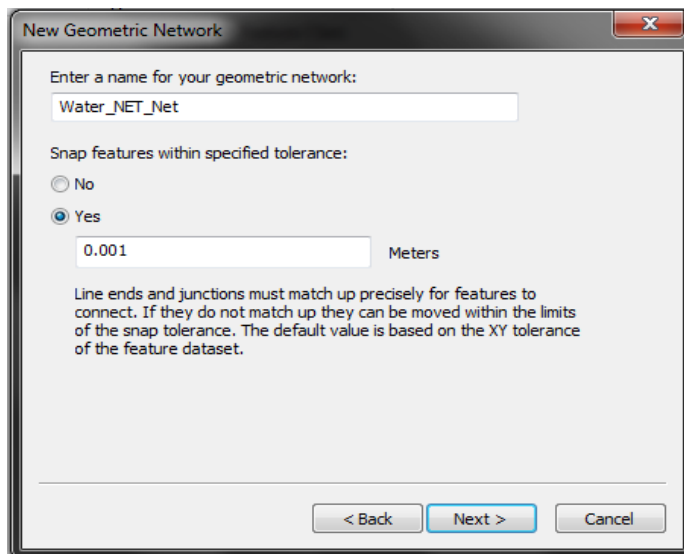 New Geometric Network
Enter a name for your geometric network:
Water_NET_Net
Snap features within specified tolerance:
No
Yes
0.001 Meters
Line ends and junctions must match up precisely for features to
connect. If they do not match up they can be moved within the limits
of the snap tolerance. The default value is based on the XY tolerance
of the feature dataset.
< Back Next > Cancel